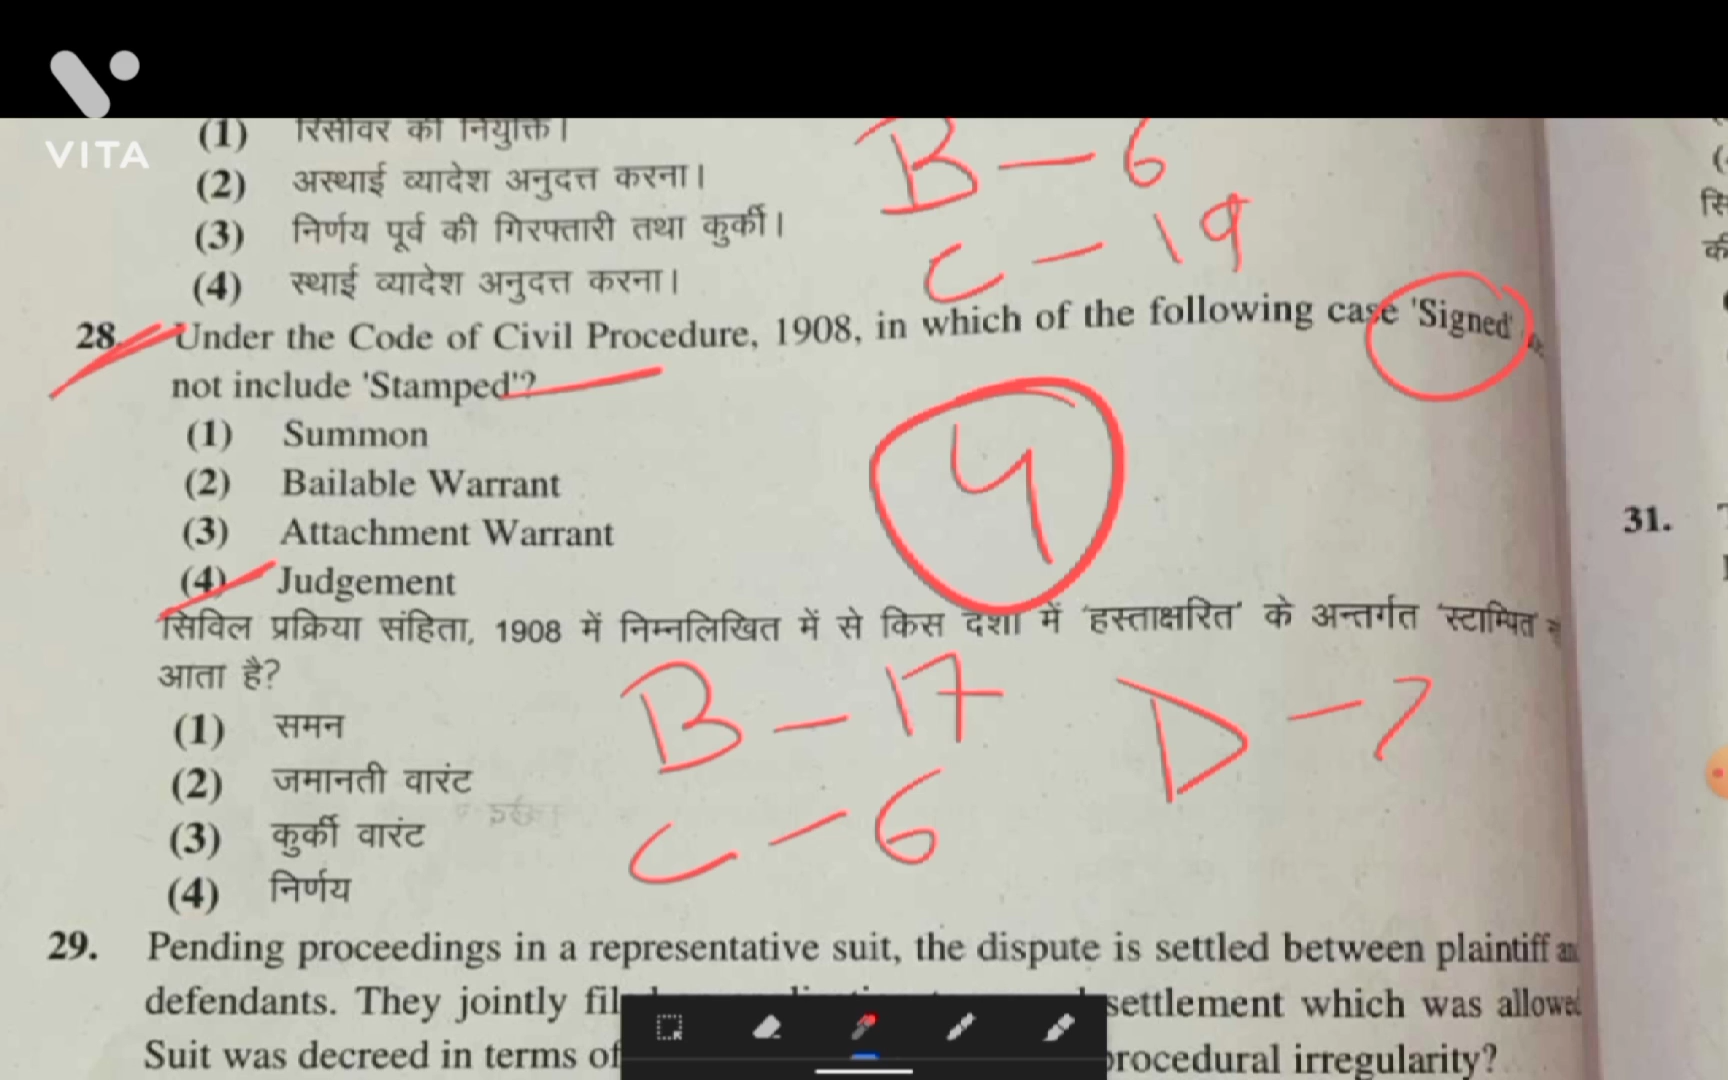 VITA
(1) रिसीवर की नियुक्ति।
(2) अस्थाई व्यादेश अनुदत्त करना।
(3) निर्णय पूर्व की गिरफ्तारी तथा कुर्की।
(4) स्थाई व्यादेश अनुदत्त करना।
B - 6
C - 19
28. Under the Code of Civil Procedure, 1908, in which of the following case 'Signed'
not include 'Stamped'?
(1) Summon
(2) Bailable Warrant
(3) Attachment Warrant
(4) Judgement
4
सिविल प्रक्रिया संहिता, 1908 में निम्नलिखित में से किस दशा में 'हस्ताक्षरित' के अन्तर्गत 'स्टाम्पित
आता है?
(1) समन
(2) जमानती वारंट
(3) कुर्की वारंट
(4) निर्णय
B - 17
C - 6
D - 7
29. Pending proceedings in a representative suit, the dispute is settled between plaintiff
defendants. They jointly settlement which was allowed
Suit was decreed in terms of procedural irregularity?
31.